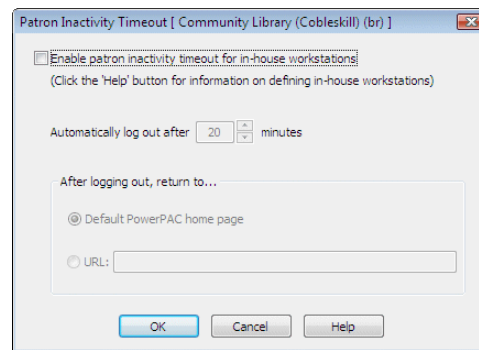 Patron Inactivity Timeout [ Community Library (Cobleskill) (br) ]
Enable patron inactivity timeout for in-house workstations
(Click the 'Help' button for information on defining in-house workstations)
Automatically log out after 20 minutes
After logging out, return to...
Default PowerPAC home page
URL:
OK Cancel Help